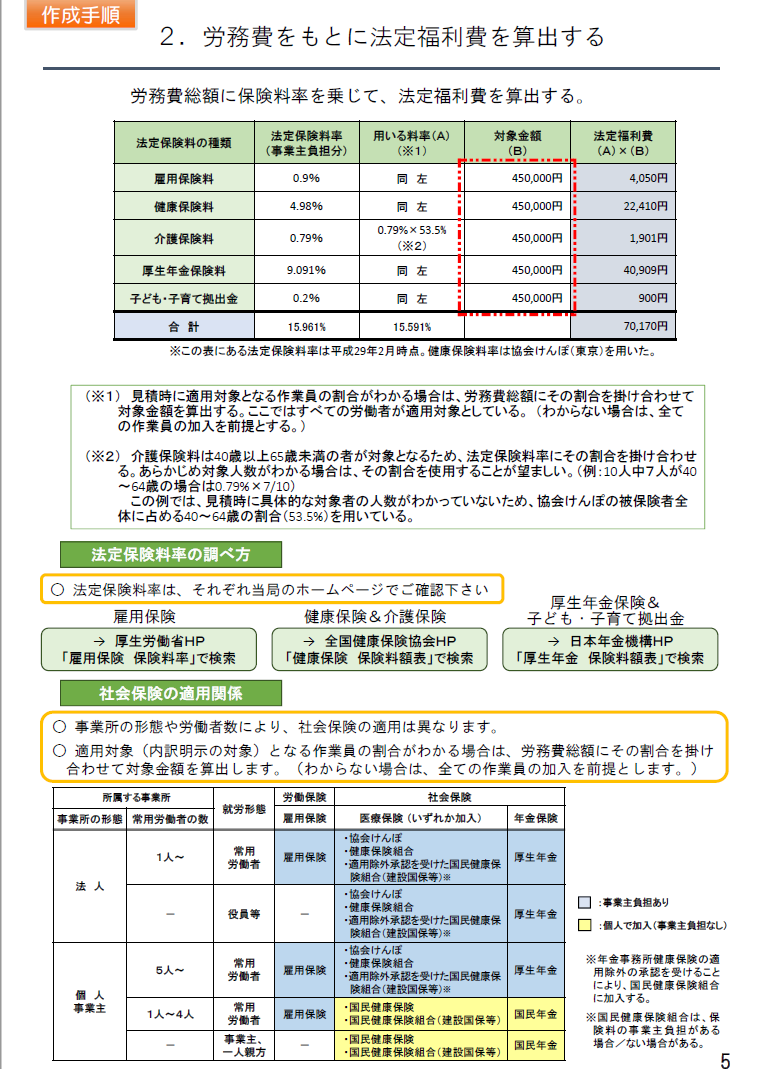 作成手順
２．労務費をもとに法定福利費を算出する
労務費総額に保険料率を乗じて、法定福利費を算出する。
法定保険料の種類 法定保険料率（事業主負担分） 用いる料率（A）（※１） 対象金額（B） 法定福利費（A）×（B）
雇用保険料 0.9% 同 左 450,000円 4,050円
健康保険料 4.98% 同 左 450,000円 22,410円
介護保険料 0.79% 0.79%×53.5%（※２） 450,000円 1,901円
厚生年金保険料 9.091% 同 左 450,000円 40,909円
子ども・子育て拠出金 0.2% 同 左 450,000円 900円
合 計 15.961% 15.591% 70,170円
※この表にある法定保険料率は平成29年2月時点。健康保険料率は協会けんぽ（東京）を用いた。
（※１） 見積時に適用対象となる作業員の割合がわかる場合は、労務費総額にその割合を掛け合わせて
対象金額を算出する。ここではすべての労働者が適用対象としている。（わからない場合は、全て
の作業員の加入を前提とする。）
（※２） 介護保険料は40歳以上65歳未満の者が対象となるため、法定保険料率にその割合を掛け合わせ
る。あらかじめ対象人数がわかる場合は、その割合を使用することが望ましい。（例：10人中７人が40
～64歳の場合は0.79%×7/10）
この例では、見積時に具体的な対象者の人数がわかっていないため、協会けんぽの被保険者全
体に占める40～64歳の割合（53.5%）を用いている。
法定保険料率の調べ方
○ 法定保険料率は、それぞれ当局のホームページでご確認下さい
雇用保険
→ 厚生労働省HP
「雇用保険 保険料率」で検索
健康保険＆介護保険
→ 全国健康保険協会HP
「健康保険 保険料額表」で検索
厚生年金保険＆
子ども・子育て拠出金
→ 日本年金機構HP
「厚生年金 保険料額表」で検索
社会保険の適用関係
○ 事業所の形態や労働者数により、社会保険の適用は異なります。
○ 適用対象（内訳明示の対象）となる作業員の割合がわかる場合は、労務費総額にその割合を掛け
合わせて対象金額を算出します。（わからない場合は、全ての作業員の加入を前提とします。）
所属する事業所 就労形態 労働保険 社会保険
事業所の形態 常用労働者の数 雇用保険 医療保険（いずれか加入） 年金保険
法 人
1人～ 常用労働者 雇用保険
・協会けんぽ
・健康保険組合
・適用除外承認を受けた国民健康保
険組合（建設国保等）※
厚生年金
－ 役員等 －
・協会けんぽ
・健康保険組合
・適用除外承認を受けた国民健康保
険組合（建設国保等）※
厚生年金
個 人
事業主
5人～ 常用労働者 雇用保険
・協会けんぽ
・健康保険組合
・適用除外承認を受けた国民健康保
険組合（建設国保等）※
厚生年金
1人～4人 常用労働者 雇用保険
・国民健康保険
・国民健康保険組合（建設国保等）
国民年金
－ 事業主、一人親方 －
・国民健康保険
・国民健康保険組合（建設国保等）
国民年金
：事業主負担あり
：個人で加入（事業主負担なし）
※年金事務所健康保険の適
用除外の承認を受けること
により、国民健康保険組合
に加入する。
※国民健康保険組合は、保
険料の事業主負担がある
場合／ない場合がある。
5